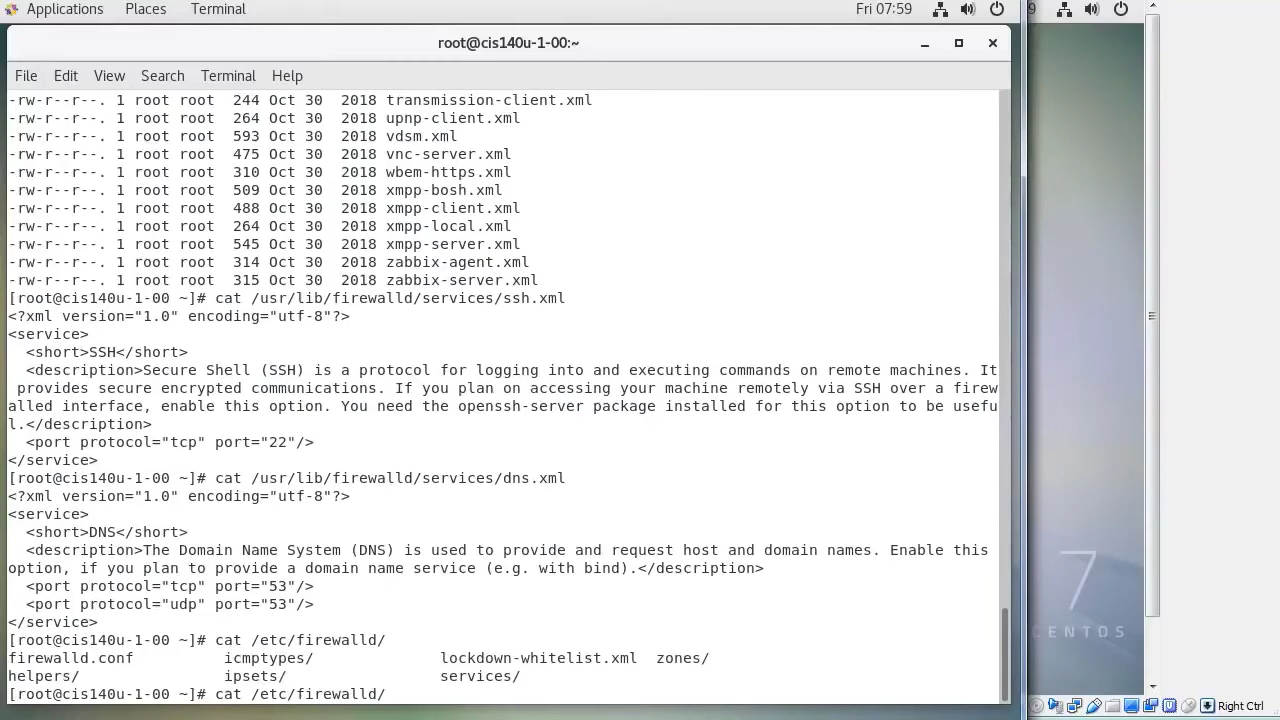 Applications Places Terminal Fri 07:59 9
root@cis140u-1-00:~
File Edit View Search Terminal Help
-rw-r--r--. 1 root root  244 Oct 30  2018 transmission-client.xml
-rw-r--r--. 1 root root  264 Oct 30  2018 upnp-client.xml
-rw-r--r--. 1 root root  593 Oct 30  2018 vdsm.xml
-rw-r--r--. 1 root root  475 Oct 30  2018 vnc-server.xml
-rw-r--r--. 1 root root  310 Oct 30  2018 wbem-https.xml
-rw-r--r--. 1 root root  509 Oct 30  2018 xmpp-bosh.xml
-rw-r--r--. 1 root root  488 Oct 30  2018 xmpp-client.xml
-rw-r--r--. 1 root root  264 Oct 30  2018 xmpp-local.xml
-rw-r--r--. 1 root root  545 Oct 30  2018 xmpp-server.xml
-rw-r--r--. 1 root root  314 Oct 30  2018 zabbix-agent.xml
-rw-r--r--. 1 root root  315 Oct 30  2018 zabbix-server.xml
[root@cis140u-1-00 ~]# cat /usr/lib/firewalld/services/ssh.xml
<?xml version="1.0" encoding="utf-8"?>
<service>
  <short>SSH</short>
  <description>Secure Shell (SSH) is a protocol for logging into and executing commands on remote machines. It
 provides secure encrypted communications. If you plan on accessing your machine remotely via SSH over a firew
alled interface, enable this option. You need the openssh-server package installed for this option to be usefu
l.</description>
  <port protocol="tcp" port="22"/>
</service>
[root@cis140u-1-00 ~]# cat /usr/lib/firewalld/services/dns.xml
<?xml version="1.0" encoding="utf-8"?>
<service>
  <short>DNS</short>
  <description>The Domain Name System (DNS) is used to provide and request host and domain names. Enable this
option, if you plan to provide a domain name service (e.g. with bind).</description>
  <port protocol="tcp" port="53"/>
  <port protocol="udp" port="53"/>
</service>
[root@cis140u-1-00 ~]# cat /etc/firewalld/
firewalld.conf          icmptypes/              lockdown-whitelist.xml  zones/
helpers/                ipsets/                 services/
[root@cis140u-1-00 ~]# cat /etc/firewalld/
7
CENTOS
Right Ctrl